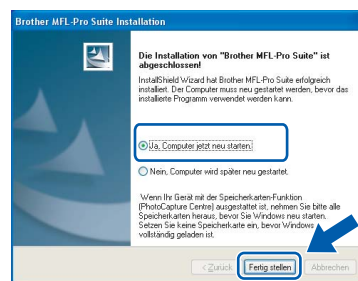 Brother MFL-Pro Suite Installation
Die Installation von "Brother MFL-Pro Suite" ist
abgeschlossen!
InstallShield Wizard hat Brother MFL-Pro Suite erfolgreich
installiert. Der Computer muss neu gestartet werden, bevor das
installierte Programm verwendet werden kann.
Ja, Computer jetzt neu starten.
Nein, Computer wird später neu gestartet.
Wenn Ihr Gerät mit der Speicherkarten-Funktion
(PhotoCapture Centre) ausgestattet ist, nehmen Sie bitte alle
Speicherkarten heraus, bevor Sie Windows neu starten.
Setzen Sie keine Speicherkarte ein, bevor Windows
vollständig geladen ist.
< Zurück Fertig stellen Abbrechen